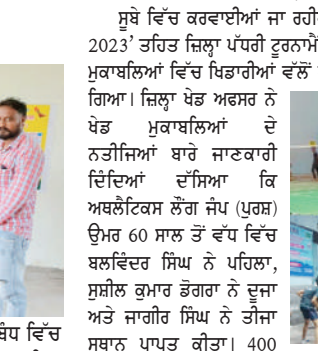 ਸੂਬੇ ਵਿੱਚ ਕਰਵਾਈਆਂ ਜਾ ਰਹੀਆਂ
2023’ ਤਹਿਤ ਜ਼ਿਲ੍ਹਾ ਪੱਧਰੀ
ਮੁਕਾਬਲਿਆਂ ਵਿੱਚ ਖਿਡਾਰੀਆਂ ਵੱਲੋਂ
ਗਿਆ। ਜ਼ਿਲ੍ਹਾ ਖੇਡ ਅਫਸਰ ਨੇ
ਖੇਡ ਮੁਕਾਬਲਿਆਂ ਦੇ
ਨਤੀਜਿਆਂ ਬਾਰੇ ਜਾਣਕਾਰੀ
ਦਿੰਦਿਆਂ ਦੱਸਿਆ ਕਿ
ਅਥਲੈਟਿਕਸ ਲੌਂਗ ਜੰਪ (ਪੁਰਸ਼)
ਉਮਰ 60 ਸਾਲ ਤੋਂ ਵੱਧ ਵਿੱਚ
ਬਲਵਿੰਦਰ ਸਿੰਘ ਨੇ ਪਹਿਲਾ,
ਸੁਸ਼ੀਲ ਕੁਮਾਰ ਡੋਗਰਾ ਨੇ ਦੂਜਾ
ਅਤੇ ਜਾਗੀਰ ਸਿੰਘ ਨੇ ਤੀਜਾ
ਸਥਾਨ ਪ੍ਰਾਪਤ ਕੀਤਾ। 400
ਬੰਧ ਵਿੱਚ